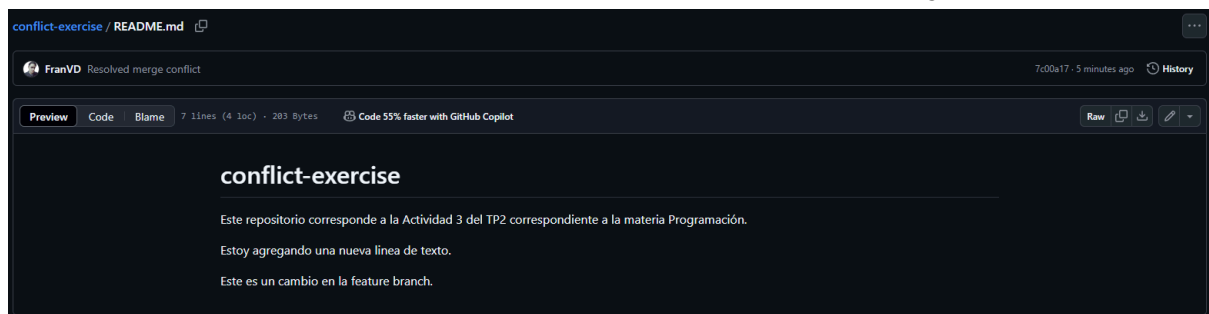 conflict-exercise / README.md
FranVD Resolved merge conflict 7c00a17 · 5 minutes ago History
Preview Code Blame 7 lines (4 loc) · 203 Bytes Code 55% faster with GitHub Copilot Raw
conflict-exercise
Este repositorio corresponde a la Actividad 3 del TP2 correspondiente a la materia Programación.
Estoy agregando una nueva linea de texto.
Este es un cambio en la feature branch.